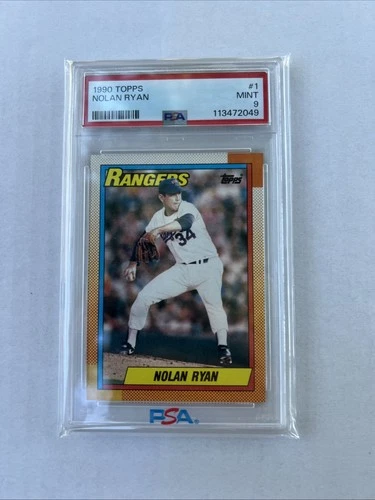 1990 TOPPS #1
NOLAN RYAN MINT
9
PSA 113472049
RANGERS Topps
34
NOLAN RYAN
PSA